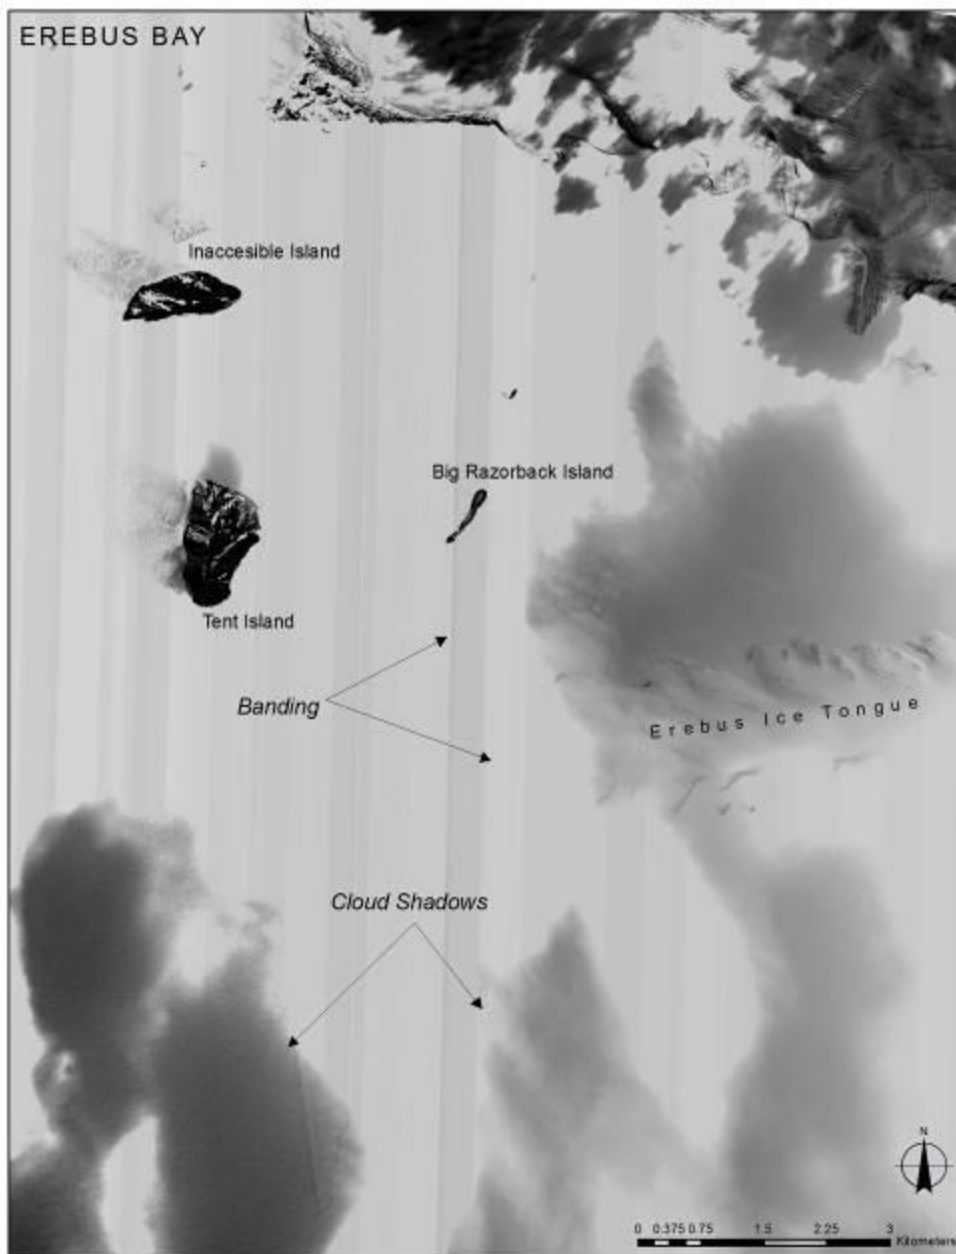 EREBUS BAY
Inaccesible Island
Big Razorback Island
Tent Island
Banding
Erebus Ice Tongue
Cloud Shadows
N
0 0.375 0.75 1.5 2.25 3
Kilometers